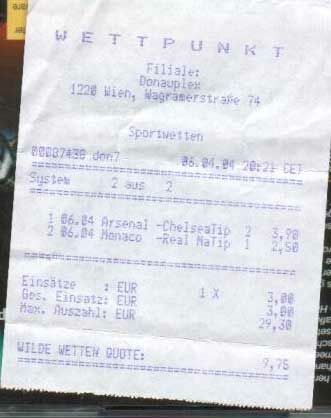 WETTPUNKT
Filiale:
Donauplex
1220 Wien, Wagramerstraße 74
Sportwetten
00087438 don7 06.04.04 20:21 CET
System 2 aus 2
1 06.04 Arsenal -ChelseaTip 2 3,90
2 06.04 Monaco -Real MaTip 1 2,50
Einsätze : EUR 1 X 3,00
Ges. Einsatz: EUR 3,00
Max. Auszahl: EUR 29,30
WILDE WETTEN QUOTE: 9,75